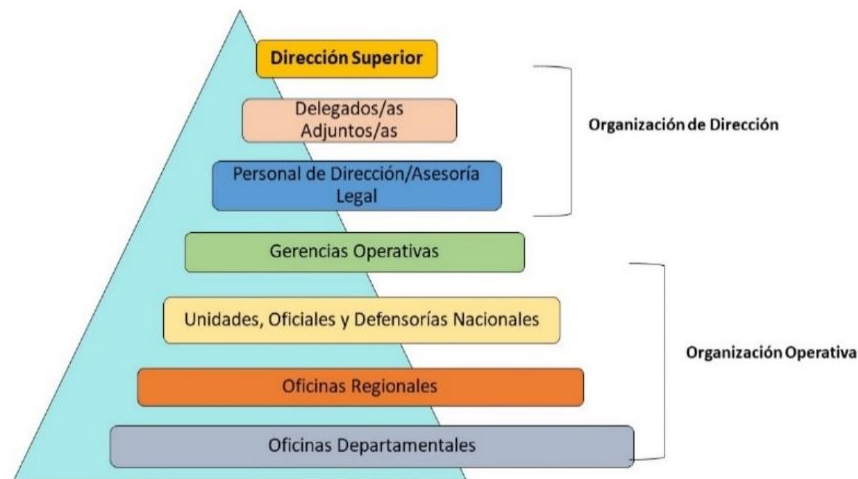 Dirección Superior
Delegados/as
Adjuntos/as
Organización de Dirección
Personal de Dirección/Asesoría
Legal
Gerencias Operativas
Unidades, Oficiales y Defensorías Nacionales
Organización Operativa
Oficinas Regionales
Oficinas Departamentales